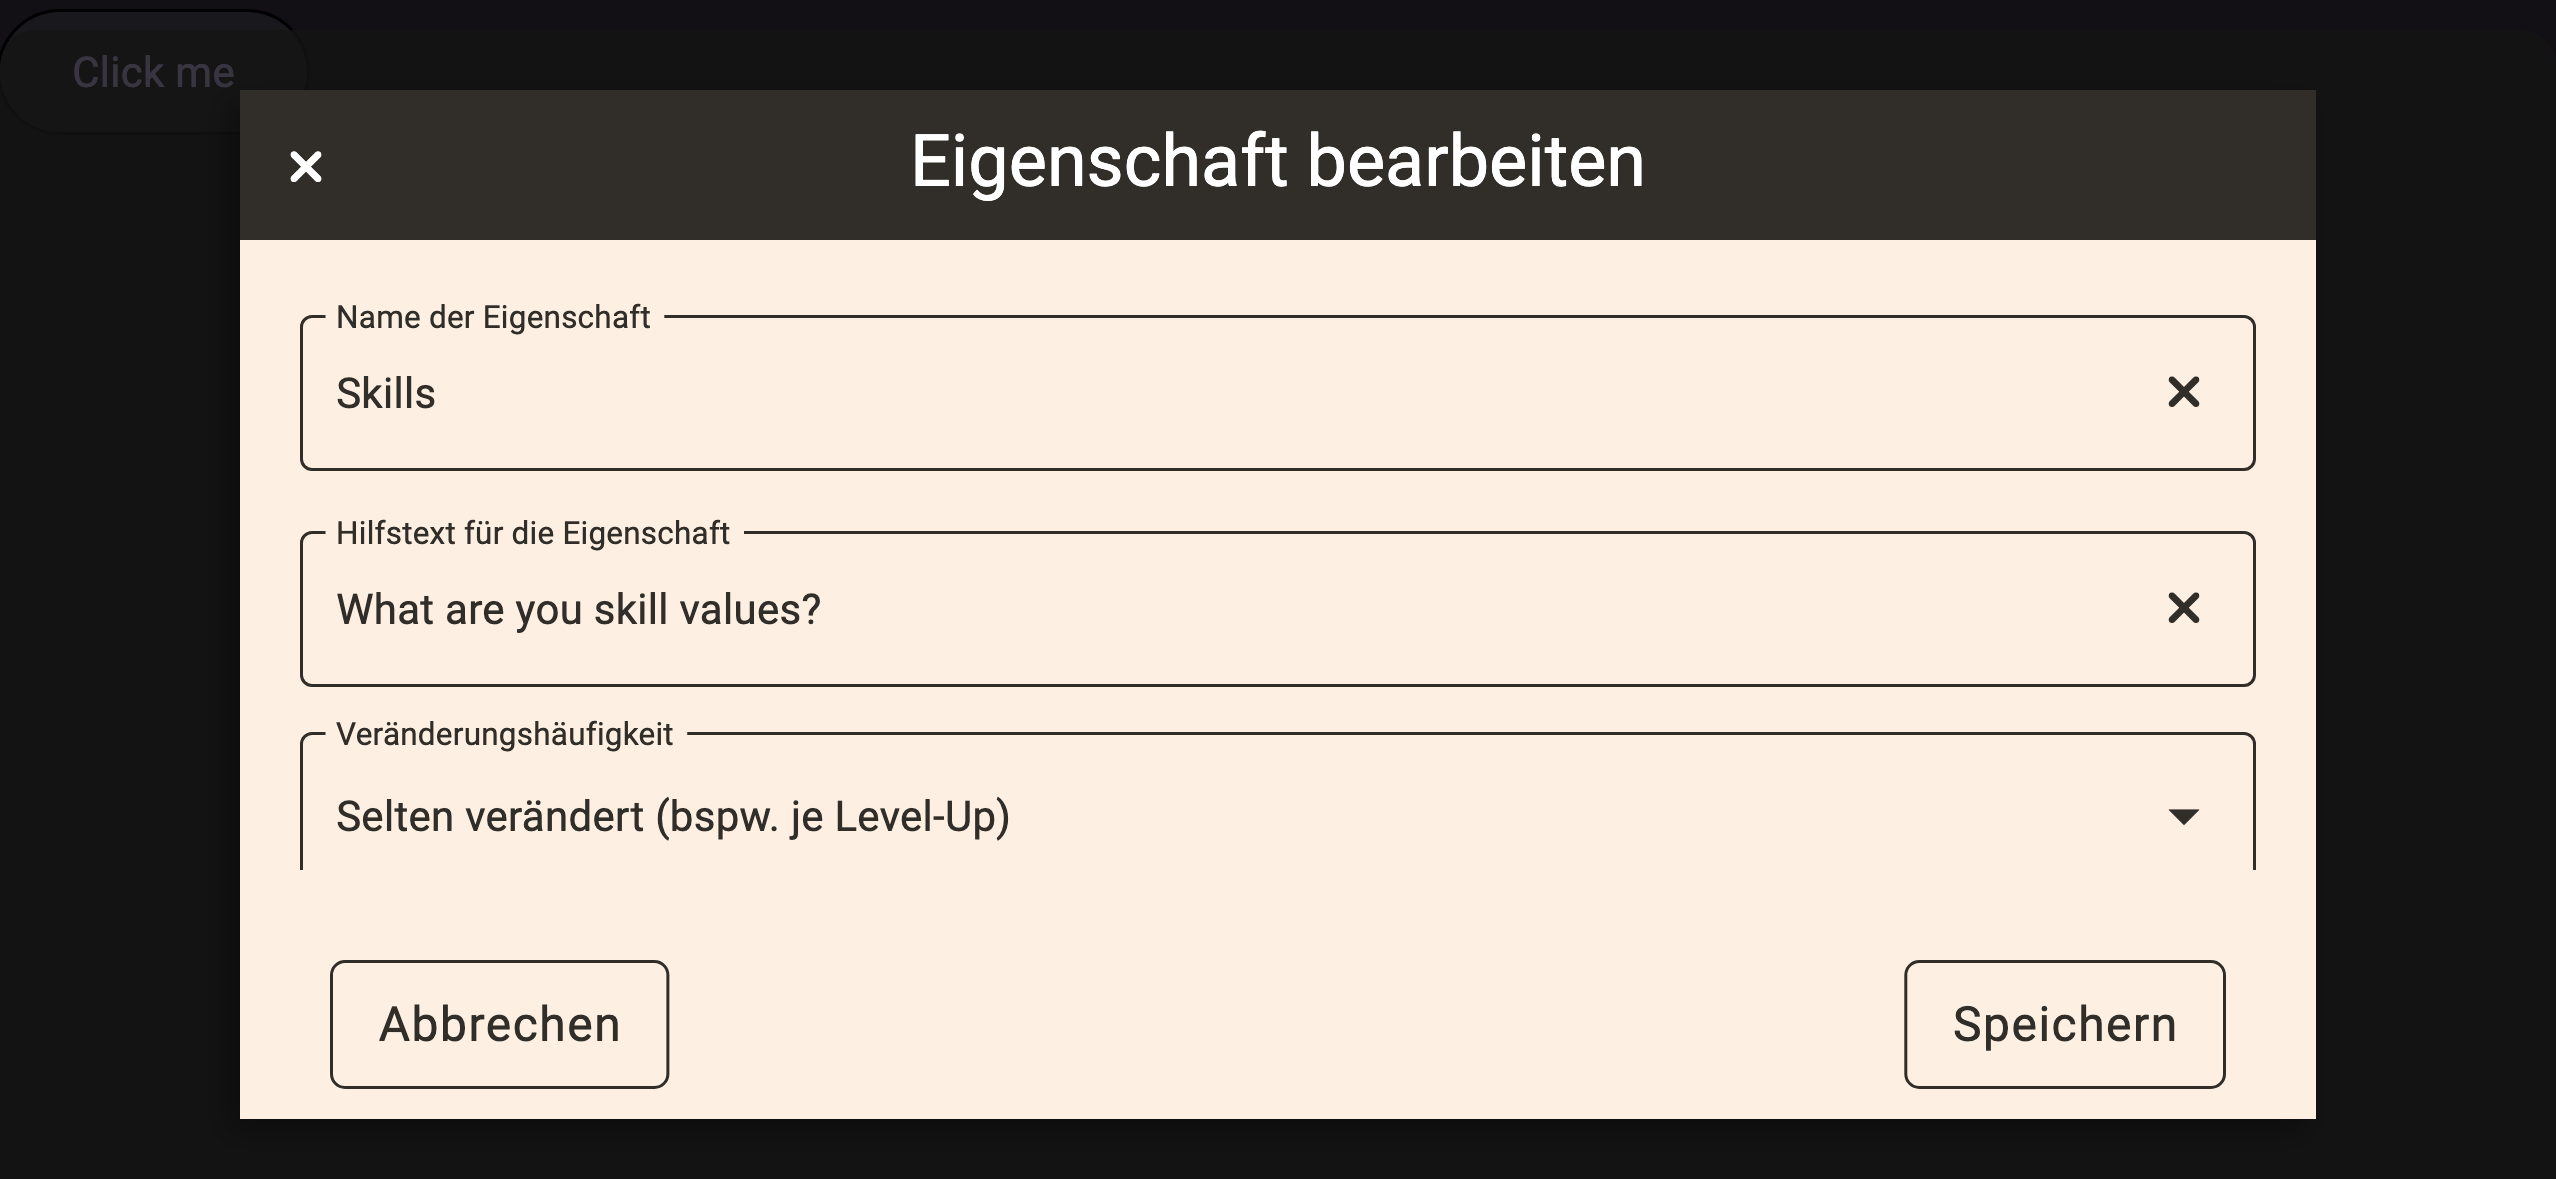 Click me
Eigenschaft bearbeiten
Name der Eigenschaft
Skills
Hilfstext für die Eigenschaft
What are you skill values?
Veränderungshäufigkeit
Selten verändert (bspw. je Level-Up)
Abbrechen
Speichern